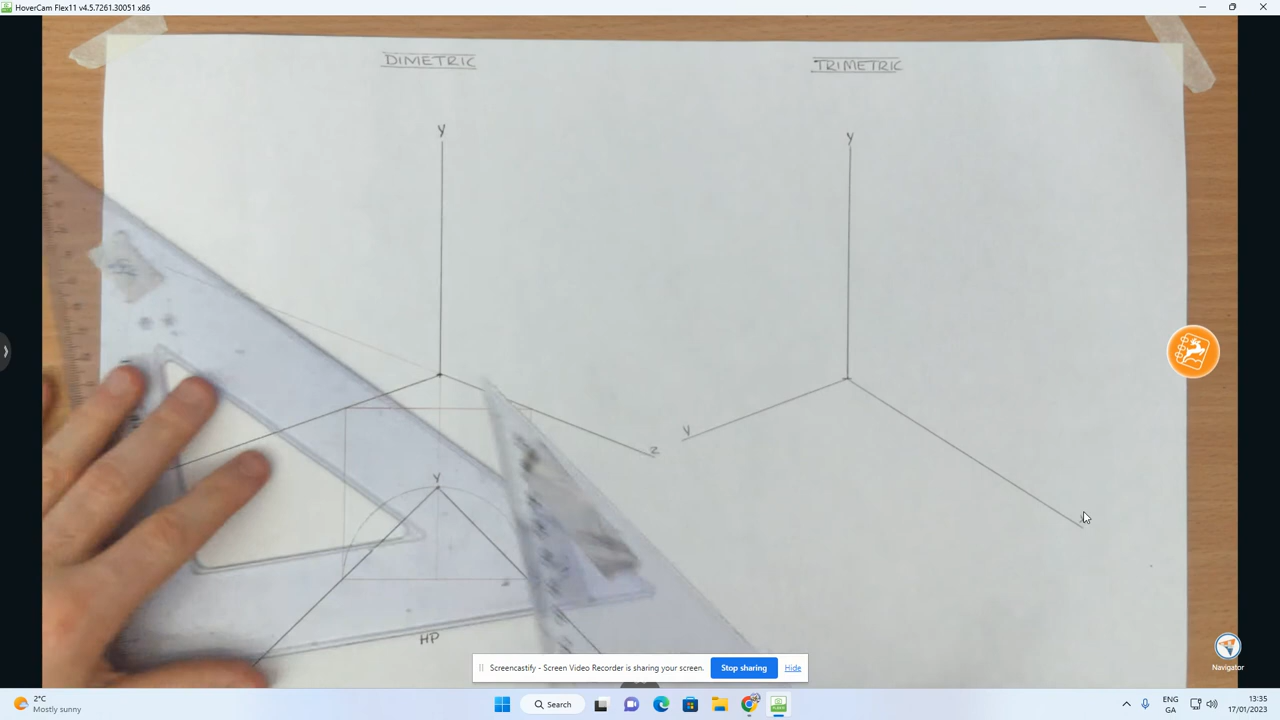 HoverCam Flex11 v4.5.7261.30051 x86
DIMETRIC
TRIMETRIC
y
y
z
y
y
HP
Screencastify - Screen Video Recorder is sharing your screen.
Stop sharing
Hide
Navigator
2°C
Mostly sunny
Search
ENG
GA
13:35
17/01/2023